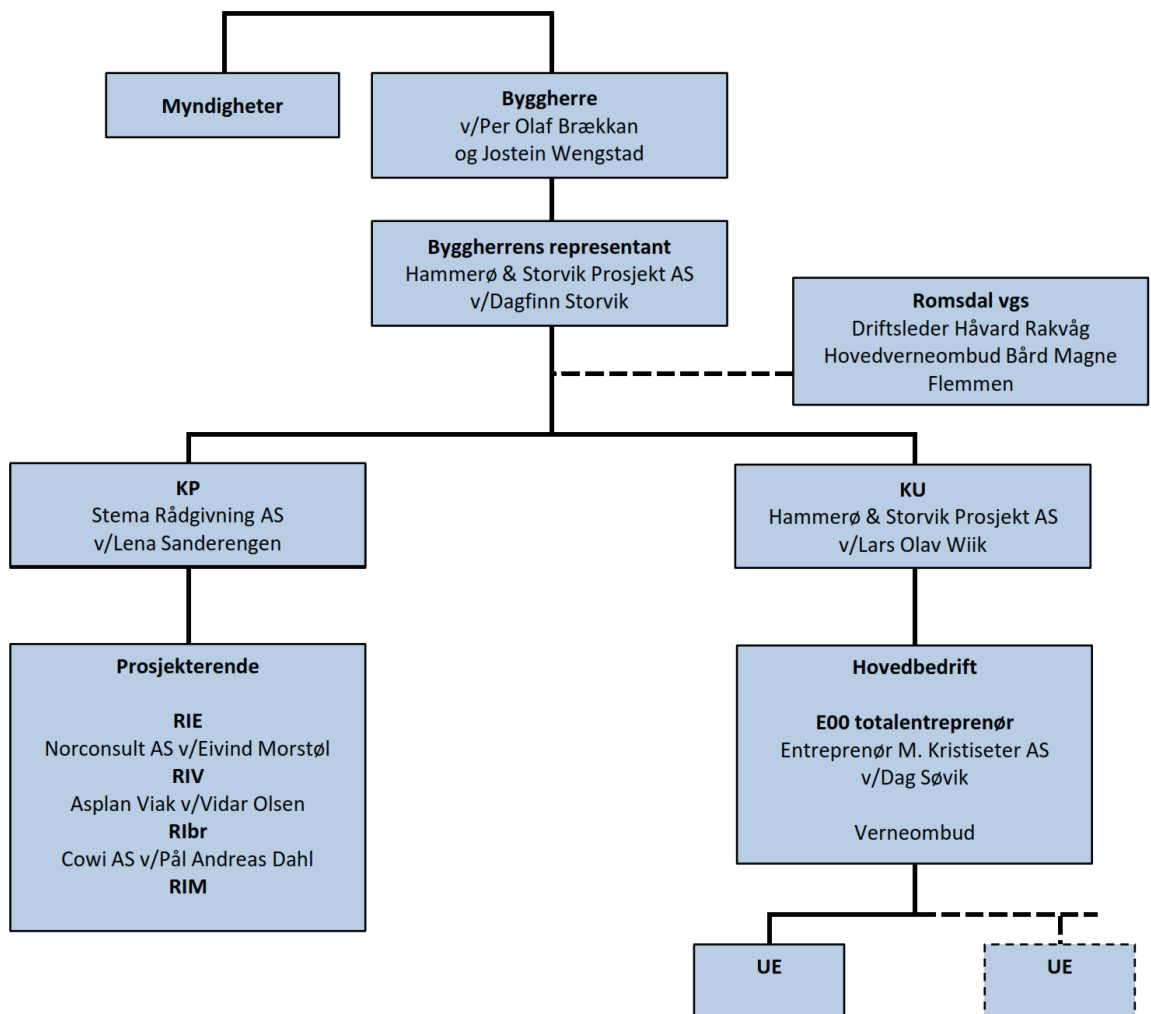 Myndigheter
Byggherre
v/Per Olaf Brækkan
og Jostein Wengstad
Byggherrens representant
Hammerø & Storvik Prosjekt AS
v/Dagfinn Storvik
Romsdal vgs
Driftsleder Håvard Rakvåg
Hovedverneombud Bård Magne
Flemmen
KP
Stema Rådgivning AS
v/Lena Sanderengen
KU
Hammerø & Storvik Prosjekt AS
v/Lars Olav Wiik
Prosjekterende
RIE
Norconsult AS v/Eivind Morstøl
RIV
Asplan Viak v/Vidar Olsen
RIbr
Cowi AS v/Pål Andreas Dahl
RIM
Hovedbedrift
E00 totalentreprenør
Entreprenør M. Kristiseter AS
v/Dag Søvik
Verneombud
UE
UE